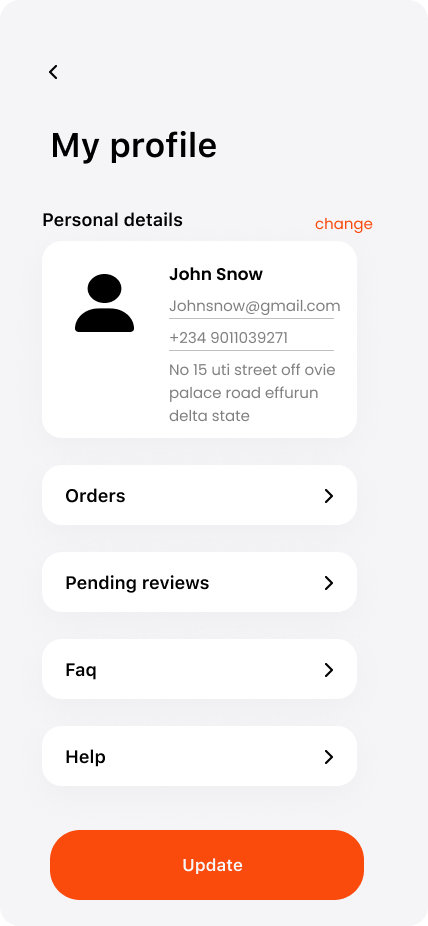 My profile
Personal details
change
John Snow
Johnsnow@gmail.com
+234 9011039271
No 15 uti street off ovie
palace road effurun
delta state
Orders
Pending reviews
Faq
Help
Update